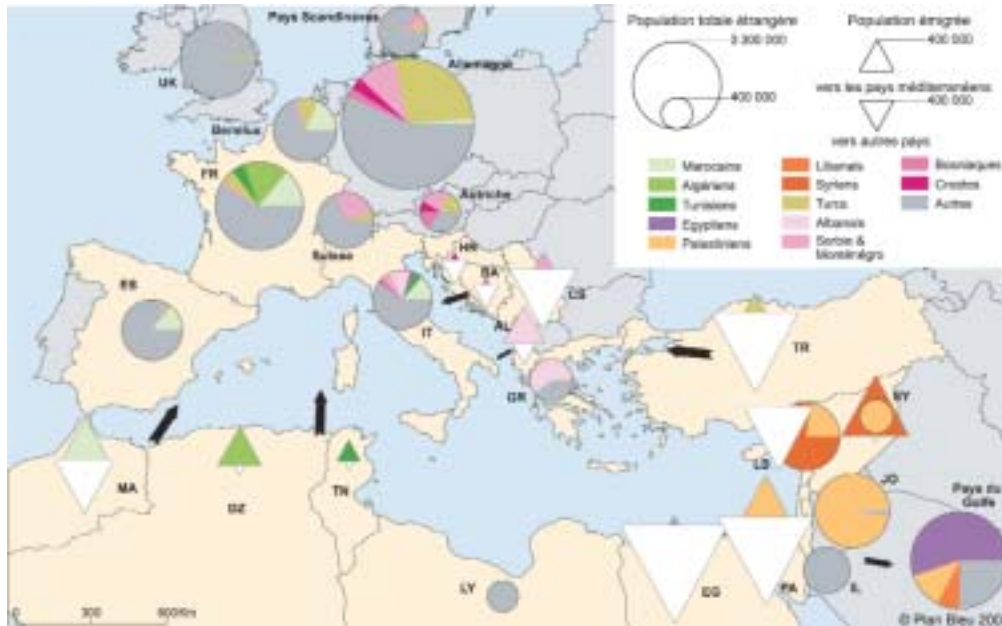 Pays Scandinaves
UK
Allemagne
Benelux
FR
Autriche
Suisse
HR
BA
CS
ES
IT
AL
GR
TR
SY
LB
JO
Pays du
Golfe
MA
DZ
TN
LY
EG
PA
IL
0 300 600Km
© Plan Bleu 200
Population totale étrangère
3 300 000
400 000
Population émigrée
400 000
vers les pays méditerranéens
400 000
vers autres pays
Marocains
Algériens
Tunisiens
Egyptiens
Palestiniens
Libanais
Syriens
Turcs
Albanais
Serbie &
Monténégro
Bosniaques
Croates
Autres